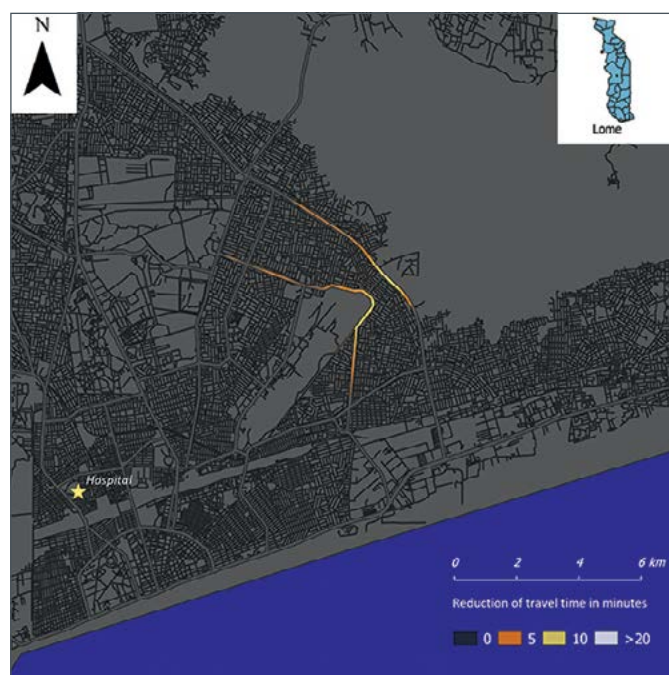 N
Lome
Hospital
0 2 4 6 km
Reduction of travel time in minutes
0 5 10 >20